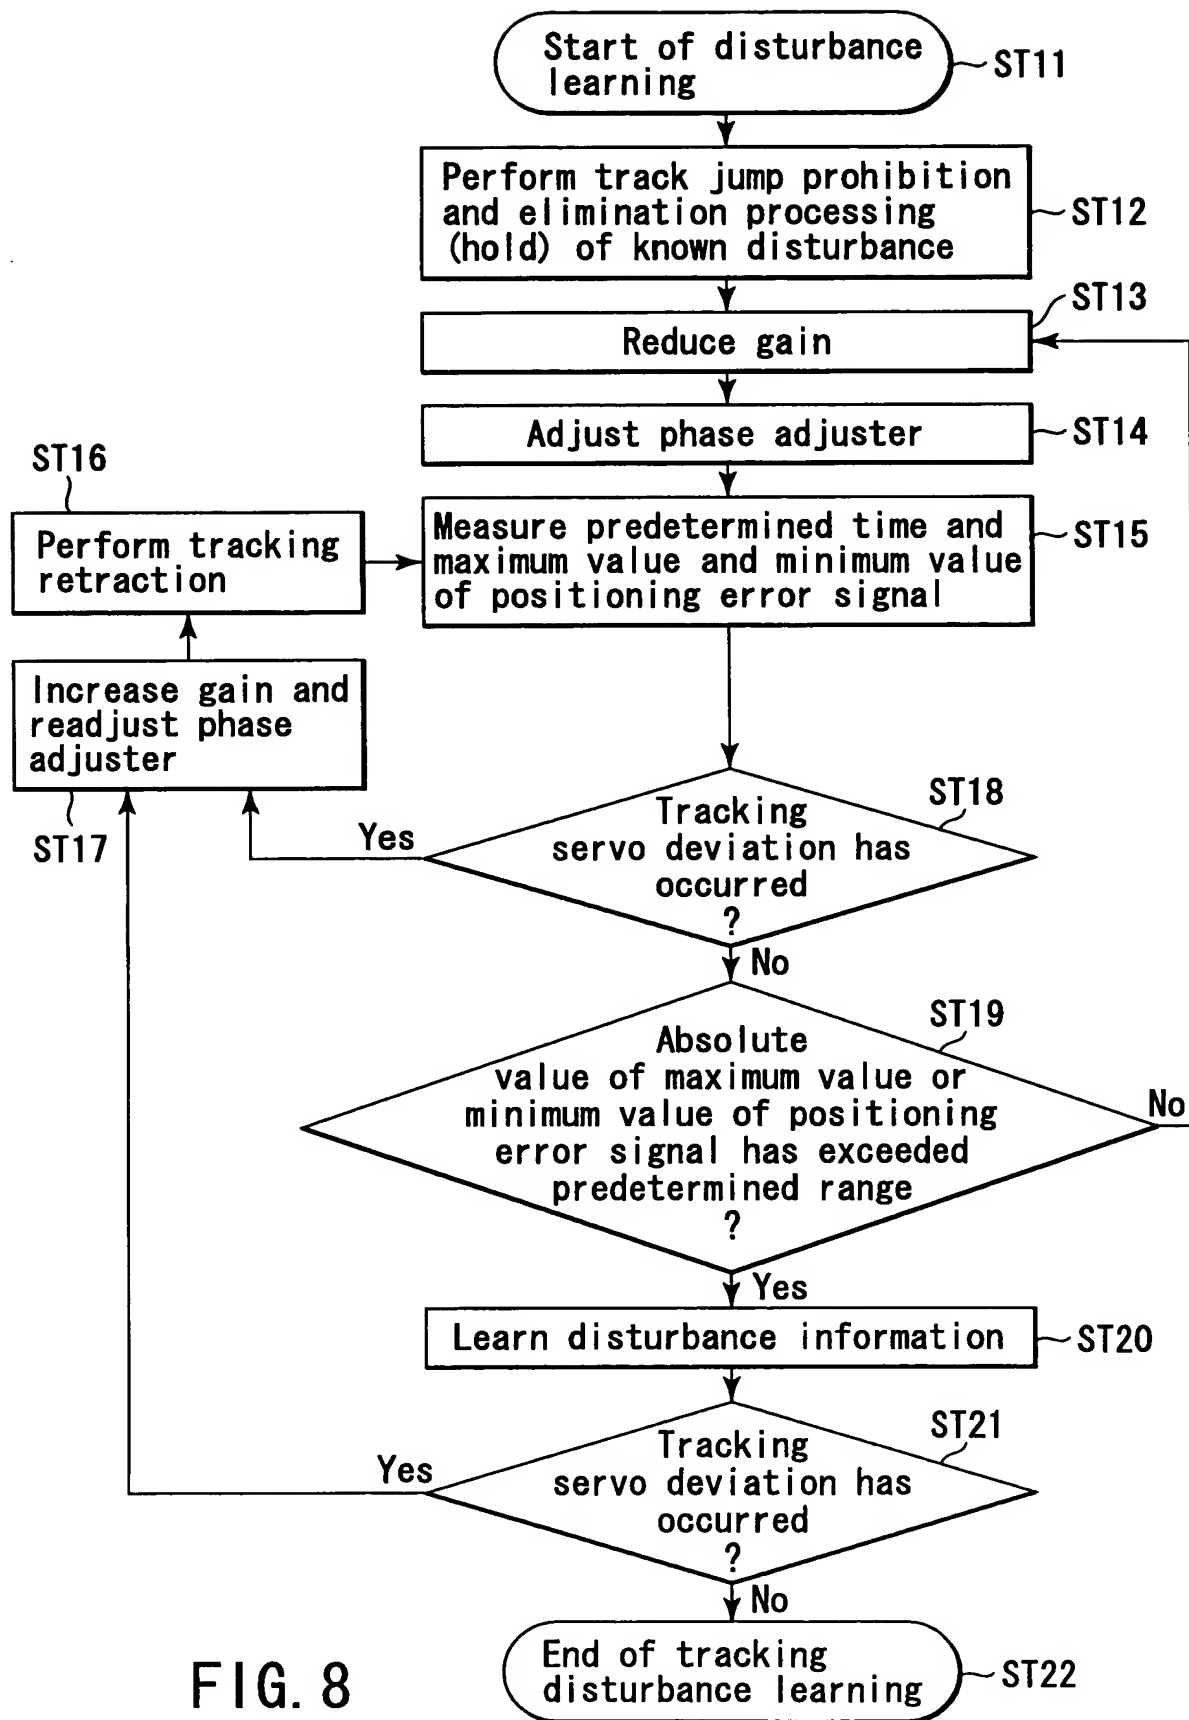 Start of disturbance
learning
ST11
Perform track jump prohibition
and elimination processing
(hold) of known disturbance
ST12
ST13
Reduce gain
Adjust phase adjuster
ST14
ST16
Perform tracking
retraction
Measure predetermined time and
maximum value and minimum value
of positioning error signal
ST15
Increase gain and
readjust phase
adjuster
ST17
Yes
Tracking
servo deviation has
occurred
?
ST18
No
ST19
Absolute
value of maximum value or
minimum value of positioning
error signal has exceeded
predetermined range
?
No
Yes
Learn disturbance information
ST20
ST21
Yes
Tracking
servo deviation has
occurred
?
No
End of tracking
disturbance learning
ST22
FIG. 8